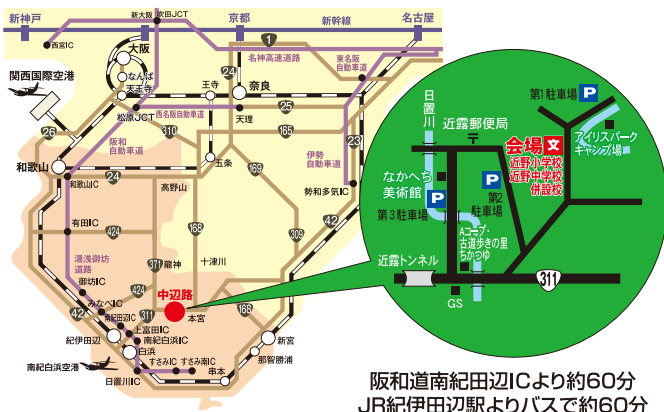 新神戸
新大阪
吹田JCT
京都
新幹線
名古屋
西宮IC
大阪
1
名神高速道路
東名阪
自動車道
関西国際空港
なんば
天王寺
王寺
24
奈良
松原JCT
西名阪自動車道
25
天理
26
310
165
23
阪和
自動車道
和歌山
五条
伊勢
自動車道
和歌山IC
24
高野山
169
勢和多気IC
有田IC
424
168
42
309
371
龍神
十津川
湯浅御坊
道路
御坊IC
424
中辺路
みなべIC
42
南紀田辺IC
311
本宮
168
上富田IC
紀伊田辺
南紀白浜IC
新宮
白浜
那智勝浦
南紀白浜空港
すさみIC
すさみ南IC
日置川IC
串本
日置川
近露郵便局
〒
第1駐車場
P
会場
文
近野小学校
近野中学校
併設校
アイリスパーク
キャンプ場
なかへち
美術館
P
第2
駐車場
P
第3駐車場
Aコープ・
古道歩きの里
ちかつゆ
近露トンネル
311
GS
阪和道南紀田辺ICより約60分
JR紀伊田辺駅よりバスで約60分